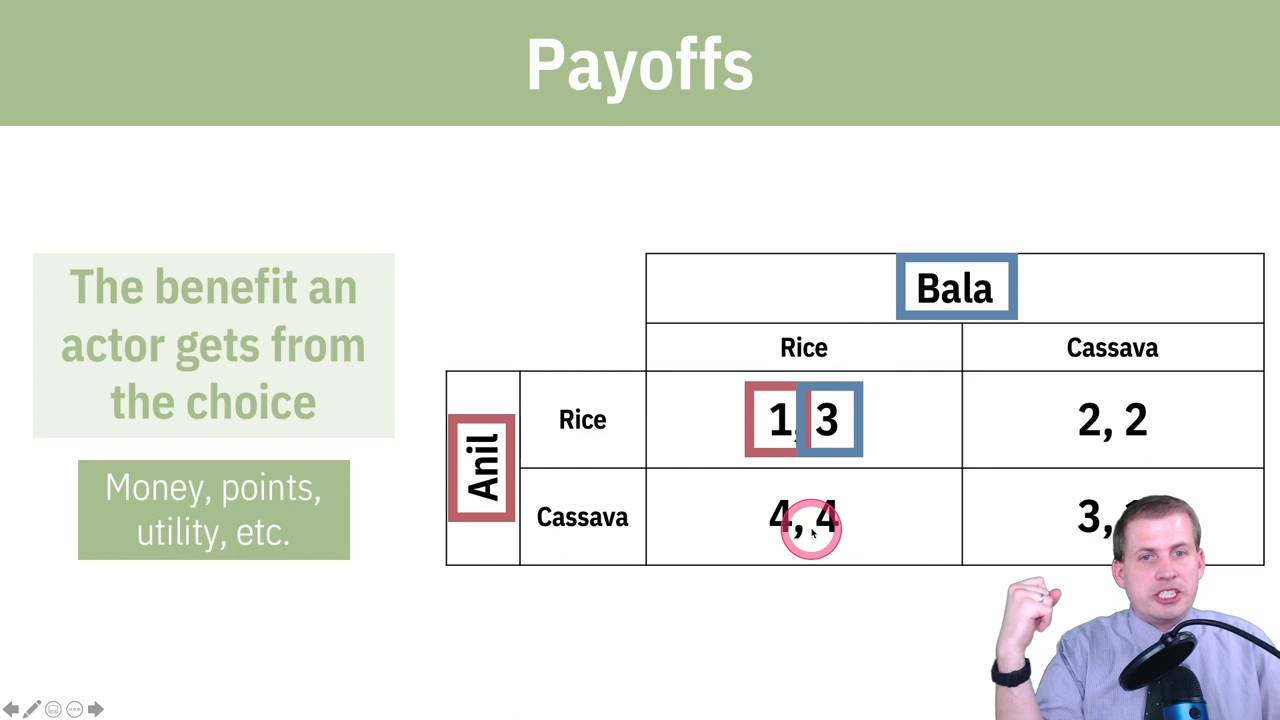 Payoffs
The benefit an
actor gets from
the choice
Money, points,
utility, etc.
Bala
Rice Cassava
Anil
Rice 1, 3 2, 2
Cassava 4, 4 3,